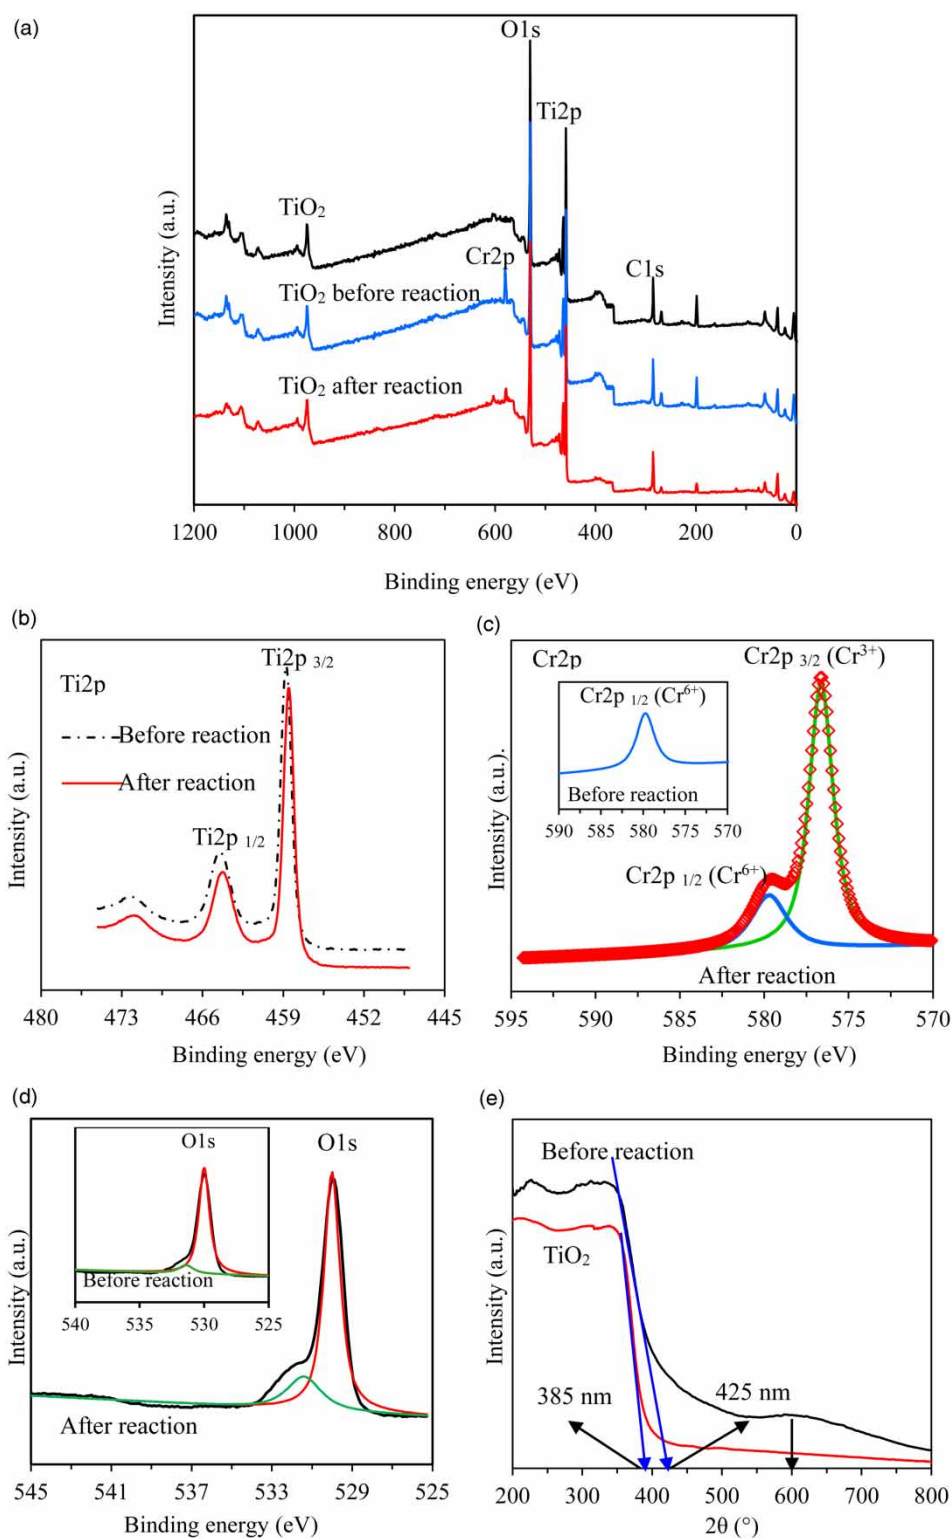 (a)
O1s
Ti2p
TiO2
Cr2p
C1s
TiO2 before reaction
TiO2 after reaction
Intensity (a.u.)
1200 1000 800 600 400 200 0
Binding energy (eV)
(b)
Ti2p
Ti2p 3/2
Before reaction
After reaction
Ti2p 1/2
Intensity (a.u.)
480 473 466 459 452 445
Binding energy (eV)
(c)
Cr2p
Cr2p 3/2 (Cr3+)
Cr2p 1/2 (Cr6+)
Before reaction
590 585 580 575 570
Cr2p 1/2 (Cr6+)
After reaction
Intensity (a.u.).
595 590 585 580 575 570
Binding energy (eV)
(d)
O1s
O1s
Before reaction
540 535 530 525
After reaction
Intensity (a.u.)
545 541 537 533 529 525
Binding energy (eV)
(e)
Before reaction
TiO2
385 nm
425 nm
Intensity (a.u.)
200 300 400 500 600 700 800
2θ (°)